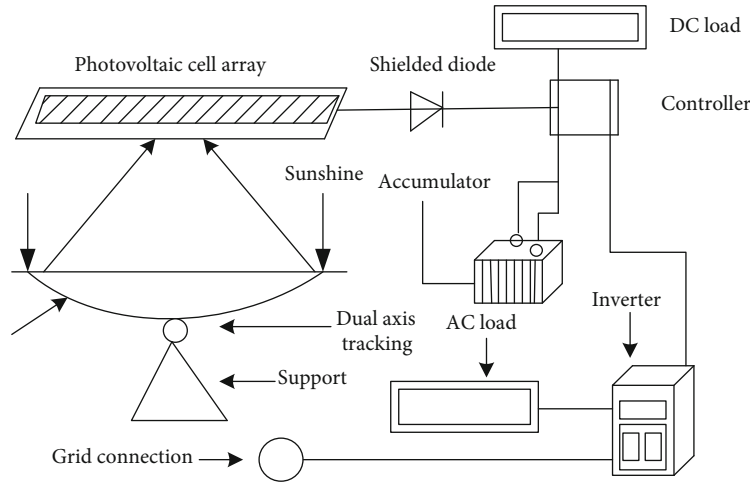 DC load
Photovoltaic cell array
Shielded diode
Controller
Sunshine
Accumulator
Inverter
Dual axis
tracking
AC load
Support
Grid connection